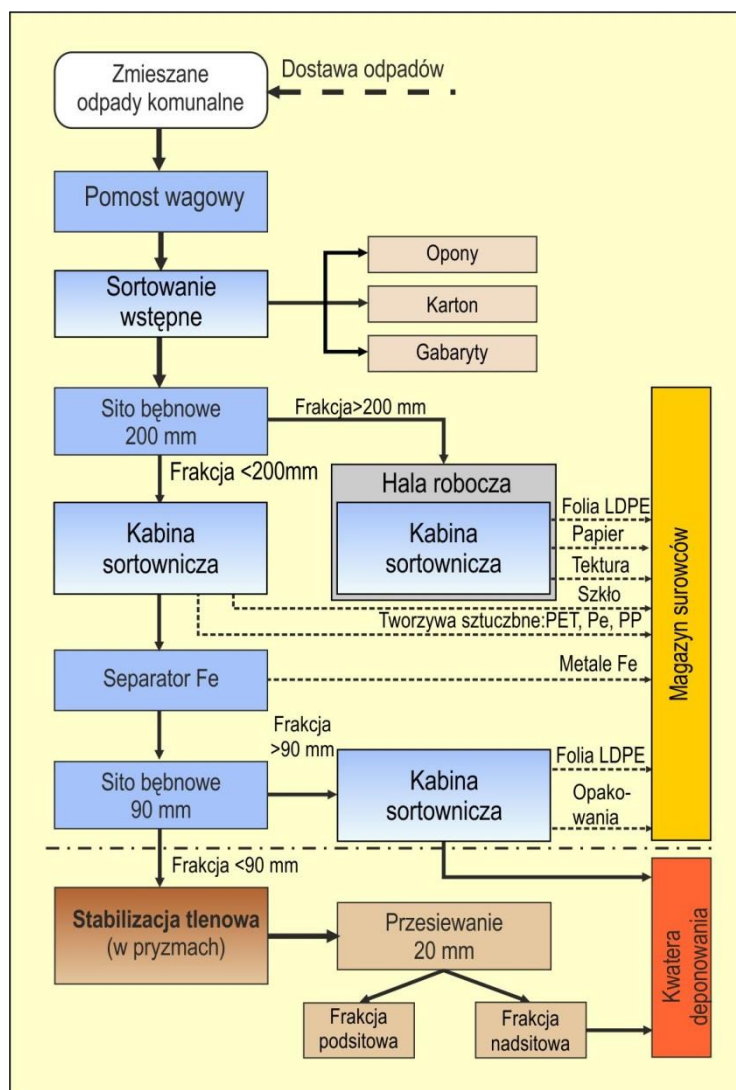 Zmieszane
odpady komunalne
Dostawa odpadów
Pomost wagowy
Sortowanie
wstępne
Opony
Karton
Gabaryty
Sito bębnowe
200 mm
Frakcja>200 mm
Frakcja <200mm
Hala robocza
Kabina
sortownicza
Kabina
sortownicza
Folia LDPE
Papier
Tektura
Szkło
Tworzywa sztuczbne:PET, Pe, PP
Magazyn surowców
Separator Fe
Metale Fe
Frakcja
>90 mm
Sito bębnowe
90 mm
Kabina
sortownicza
Folia LDPE
Opako-
wania
Frakcja <90 mm
Stabilizacja tlenowa
(w pryzmach)
Przesiewanie
20 mm
Frakcja
podsitowa
Frakcja
nadsitowa
Kwatera
deponowania